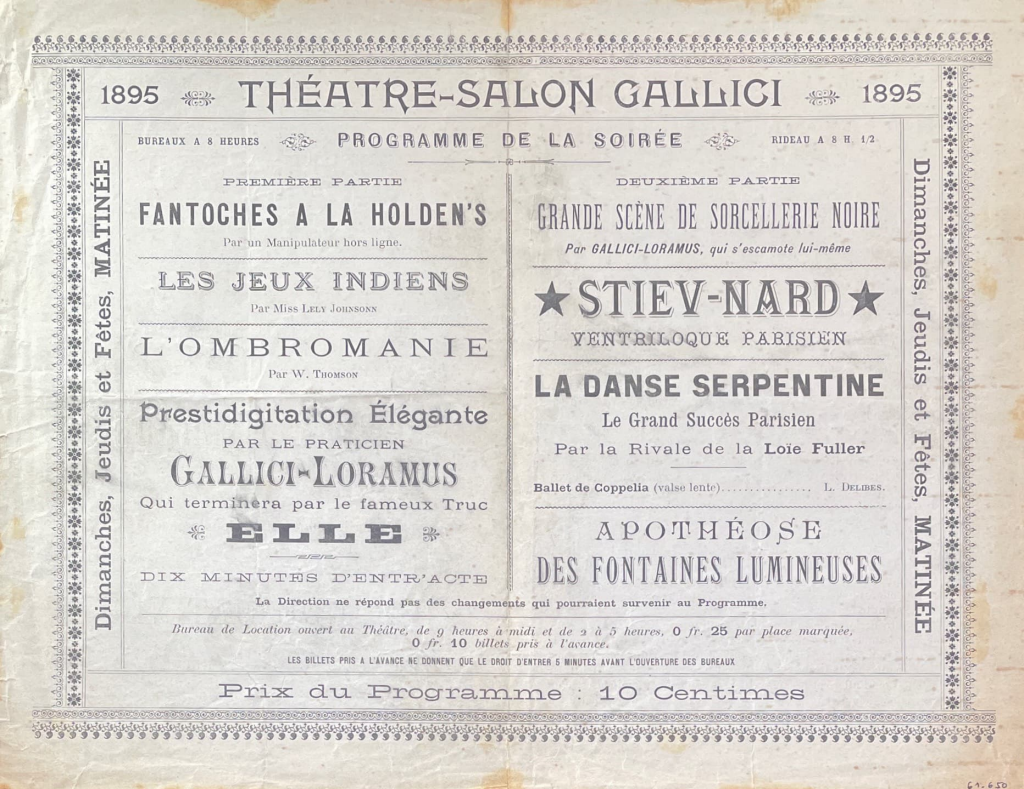 1895 THÉATRE-SALON GALLICI 1895
BUREAUX A 8 HEURES PROGRAMME DE LA SOIRÉE RIDEAU A 8 H. 1/2
Dimanches, Jeudis et Fêtes, MATINÉE
PREMIÈRE PARTIE
FANTOCHES A LA HOLDEN'S
Par un Manipulateur hors ligne.
LES JEUX INDIENS
Par Miss LELY JOHNSONN
L'OMBROMANIE
Par W. THOMSON
Prestidigitation Élégante
PAR LE PRATICIEN
GALLICI-LORAMUS
Qui terminera par le fameux Truc
ELLE
DIX MINUTES D'ENTR'ACTE
DEUXIÈME PARTIE
GRANDE SCÈNE DE SORCELLERIE NOIRE
Par GALLICI-LORAMUS, qui s'escamote lui-même
★ STIEV-NARD ★
VENTRILOQUE PARISIEN
LA DANSE SERPENTINE
Le Grand Succès Parisien
Par la Rivale de la Loïe Fuller
Ballet de Coppelia (valse lente)..................... L. DELIBES.
APOTHÉOSE
DES FONTAINES LUMINEUSES
Dimanches, Jeudis et Fêtes, MATINÉE
La Direction ne répond pas des changements qui pourraient survenir au Programme.
Bureau de Location ouvert au Théâtre, de 9 heures à midi et de 2 à 5 heures, 0 fr. 25 par place marquée,
0 fr. 10 billets pris à l'avance.
LES BILLETS PRIS A L'AVANCE NE DONNENT QUE LE DROIT D'ENTRER 5 MINUTES AVANT L'OUVERTURE DES BUREAUX
Prix du Programme : 10 Centimes
61.650